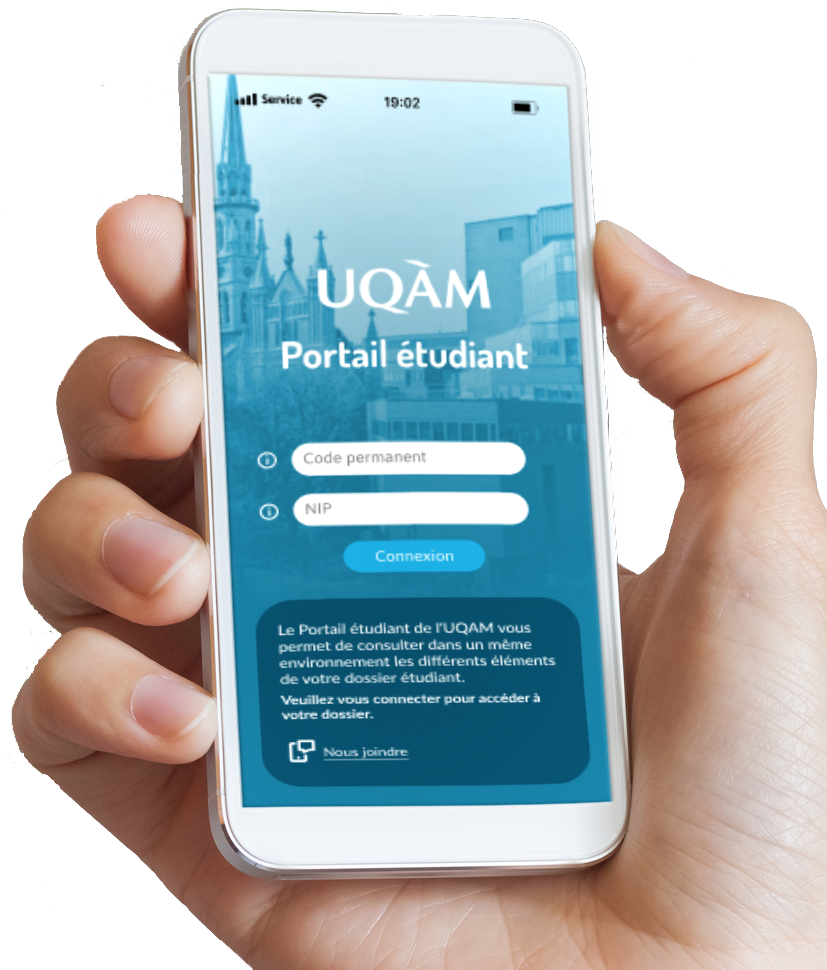 Service 19:02
UQÀM
Portail étudiant
Code permanent
NIP
Connexion
Le Portail étudiant de l'UQAM vous
permet de consulter dans un même
environnement les différents éléments
de votre dossier étudiant.
Veuillez vous connecter pour accéder à
votre dossier.
Nous joindre